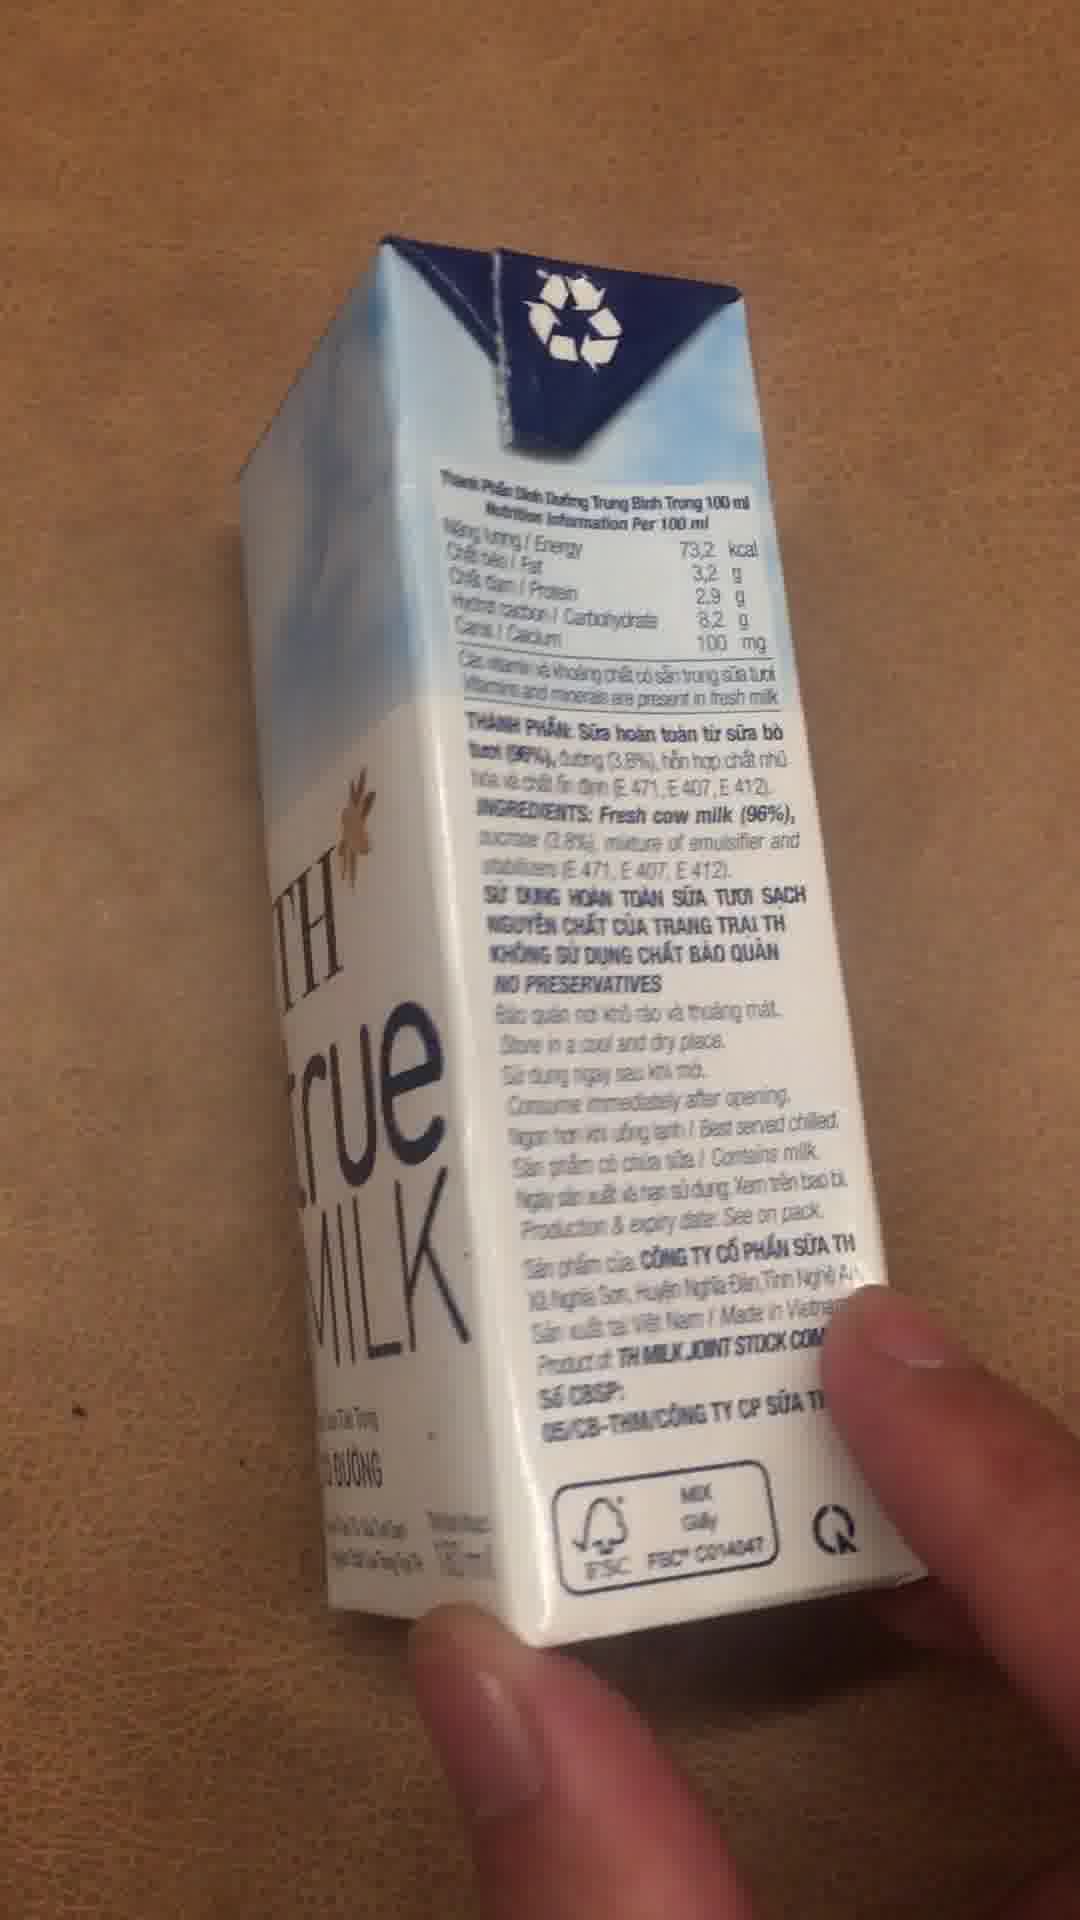 TH
true
MILK
CÓ ĐƯỜNG
Thành Phần Dinh Dưỡng Trung Bình Trong 100 ml
Nutrition Information Per 100 ml
Năng lượng / Energy 73,2 kcal
Chất béo / Fat 3,2 g
Chất đạm / Protein 2,9 g
Hydrat cacbon / Carbohydrate 8,2 g
Canxi / Calcium 100 mg
Các vitamin và khoáng chất có sẵn trong sữa tươi
Vitamins and minerals are present in fresh milk
THÀNH PHẦN: Sữa hoàn toàn từ sữa bò
tươi (96%), đường (3.8%), hỗn hợp chất nhũ
hóa và chất ổn định (E 471, E 407, E 412).
INGREDIENTS: Fresh cow milk (96%),
sucrose (3.8%), mixture of emulsifier and
stabilizers (E 471, E 407, E 412).
SỬ DỤNG HOÀN TOÀN SỮA TƯƠI SẠCH
NGUYÊN CHẤT CỦA TRANG TRẠI TH
KHÔNG SỬ DỤNG CHẤT BẢO QUẢN
NO PRESERVATIVES
Bảo quản nơi khô ráo và thoáng mát.
Store in a cool and dry place.
Sử dụng ngay sau khi mở.
Consume immediately after opening.
Ngon hơn khi uống lạnh / Best served chilled.
Sản phẩm có chứa sữa / Contains milk.
Ngày sản xuất và hạn sử dụng: Xem trên bao bì.
Production & expiry date: See on pack.
Sản phẩm của: CÔNG TY CỔ PHẦN SỮA TH
Xã Nghĩa Sơn, Huyện Nghĩa Đàn, Tỉnh Nghệ A
Sản xuất tại Việt Nam / Made in Vietnam
Product of: TH MILK JOINT STOCK COM
Số CBSP:
05/CB-THM/CÔNG TY CP SỮA T
MIX
Giấy
FSC FSC® C014047